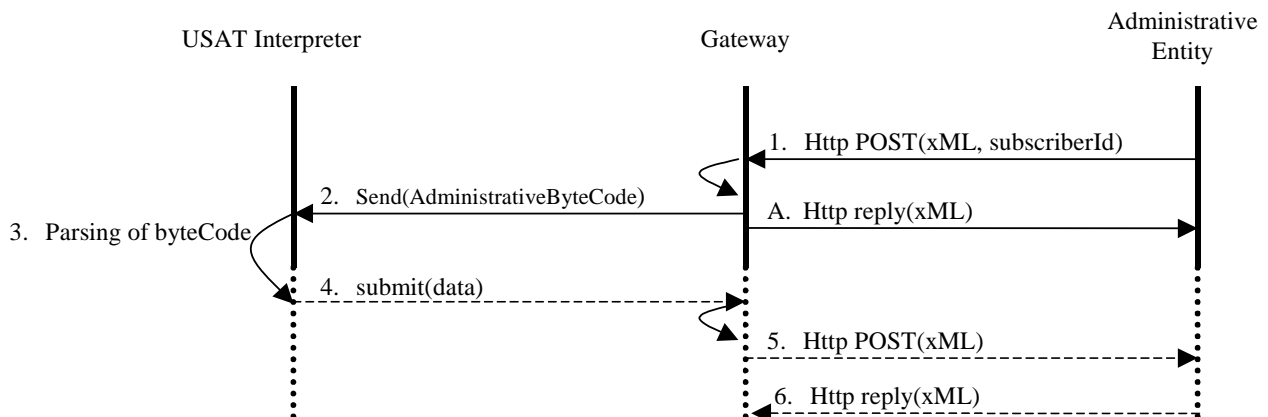 USAT Interpreter
Gateway
Administrative
Entity
1. Http POST(xML, subscriberId)
2. Send(AdministrativeByteCode)
A. Http reply(xML)
3. Parsing of byteCode
4. submit(data)
5. Http POST(xML)
6. Http reply(xML)